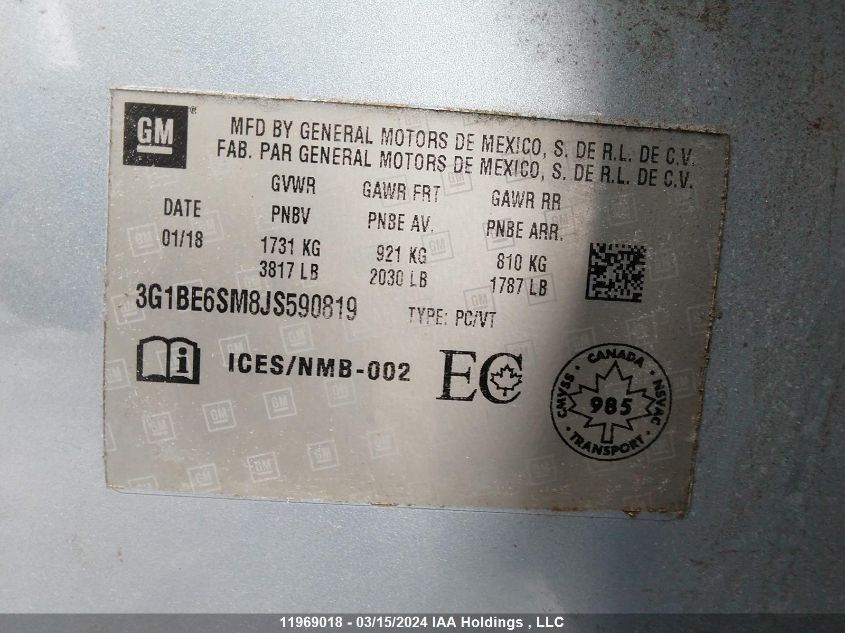 GM®
MFD BY GENERAL MOTORS DE MEXICO, S. DE R.L. DE C.V.
FAB. PAR GENERAL MOTORS DE MEXICO, S. DE R.L. DE C.V.
DATE GVWR GAWR FRT GAWR RR
PNBV PNBE AV. PNBE ARR.
01/18 1731 KG 921 KG 810 KG
3817 LB 2030 LB 1787 LB
3G1BE6SM8JS590819 TYPE: PC/VT
i ICES/NMB-002 EC
CANADA
CMVSS 985 NSVAC
TRANSPORT
11969018 - 03/15/2024 IAA Holdings , LLC